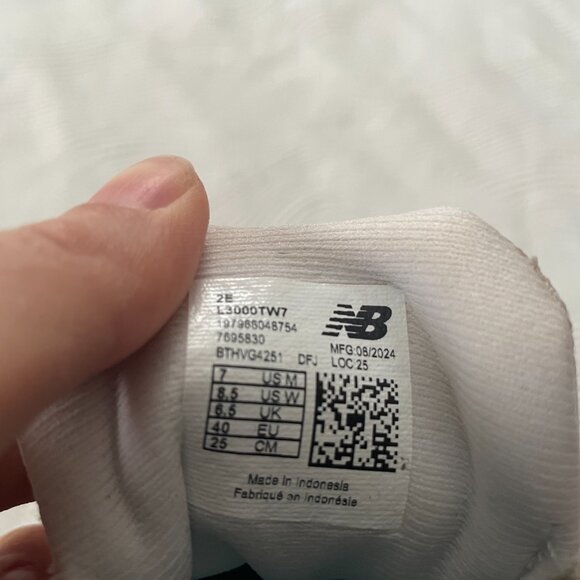 2E
L3000TW7
197966048754
7695830
BTHVG4251 DFJ
NB
MFG:08/2024
LOC:25
7 US M
8.5 US W
6.5 UK
40 EU
25 CM
Made in Indonesia
Fabriqué en Indonésie